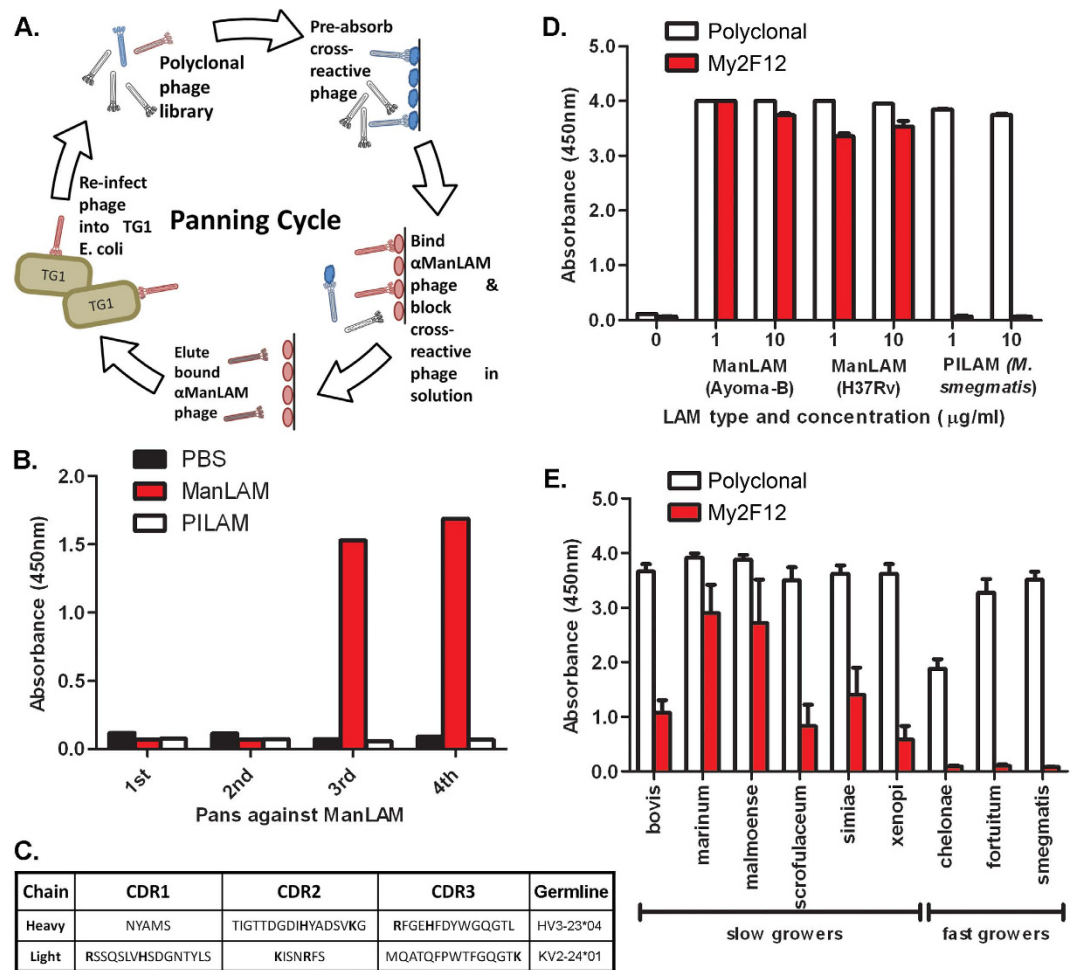 A.
Polyclonal
phage
library
Pre-absorb
cross-
reactive
phage
Bind
αManLAM
phage &
block
cross-
reactive
phage in
solution
Elute
bound
αManLAM
phage
Re-infect
phage
into TG1
E. coli
TG1
TG1
Panning Cycle
B.
PBS
ManLAM
PILAM
Absorbance (450nm)
2.0
1.5
1.0
0.5
0.0
1st 2nd 3rd 4th
Pans against ManLAM
C.
Chain CDR1 CDR2 CDR3 Germline
Heavy NYAMS TIGTTDGDIHYADSVKG RFGEHFDYWGQGTL HV3-23*04
Light RSSQSLVHSDGNTYLS KISNRFS MQATQFPWTFGQGTK KV2-24*01
D.
Polyclonal
My2F12
Absorbance (450nm)
5.0
4.0
3.0
2.0
1.0
0.0
0 1 10 1 10 1 10
ManLAM ManLAM PILAM (M.
(Ayoma-B) (H37Rv) smegmatis)
LAM type and concentration ( μg/ml)
E.
Polyclonal
My2F12
Absorbance (450nm)
5.0
4.0
3.0
2.0
1.0
0.0
bovis
marinum
malmoense
scrofulaceum
simiae
xenopi
chelonae
fortuitum
smegmatis
slow growers fast growers